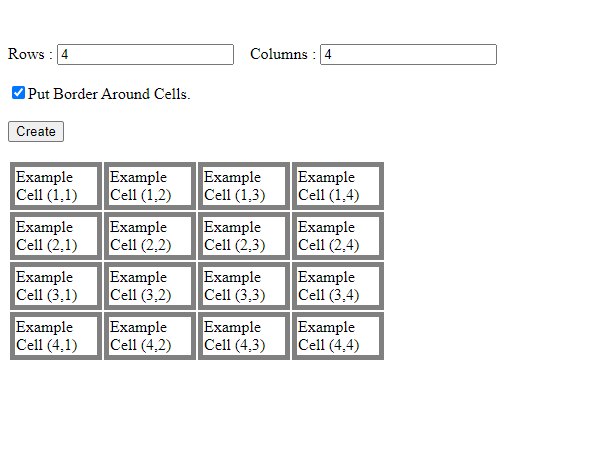 Rows : 4 Columns : 4
Put Border Around Cells.
Create
Example Example Example Example
Cell (1,1) Cell (1,2) Cell (1,3) Cell (1,4)
Example Example Example Example
Cell (2,1) Cell (2,2) Cell (2,3) Cell (2,4)
Example Example Example Example
Cell (3,1) Cell (3,2) Cell (3,3) Cell (3,4)
Example Example Example Example
Cell (4,1) Cell (4,2) Cell (4,3) Cell (4,4)